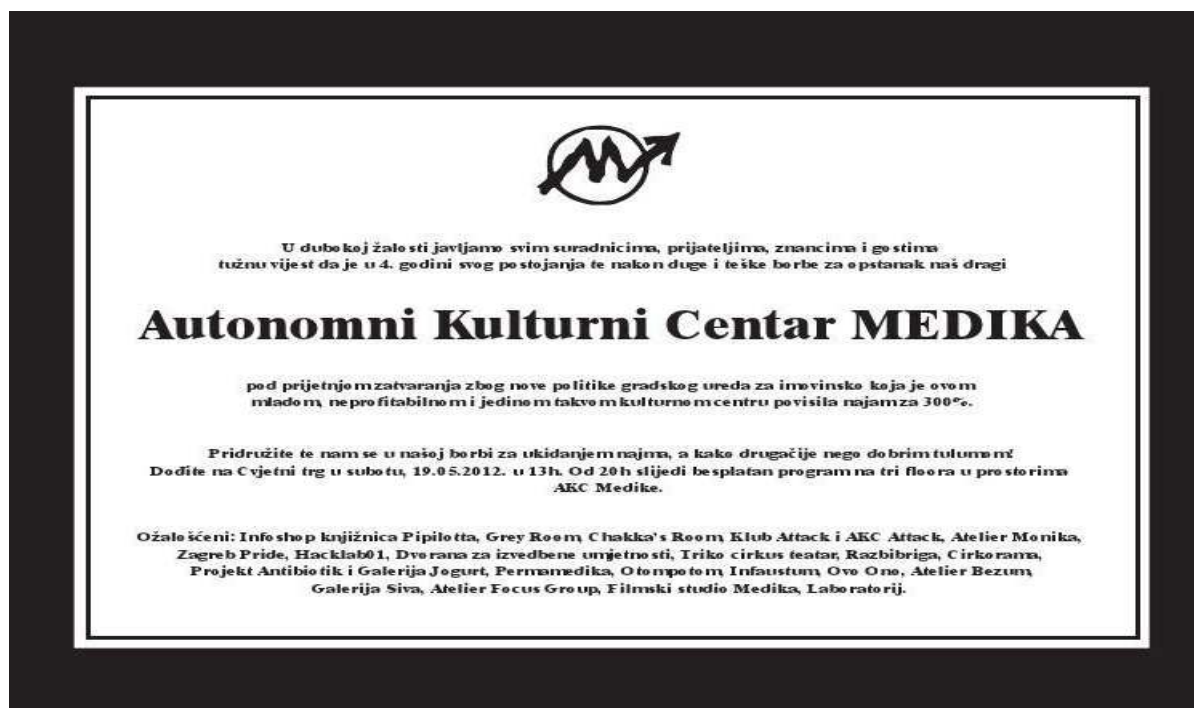 U dubokoj žalosti javljamo svim suradnicima, prijateljima, znancima i gostima
tužnu vijest da je u 4. godini svog postojanja te nakon duge i teške borbe za opstanak naš dragi
Autonomni Kulturni Centar MEDIKA
pod prijetnjom zatvaranja zbog nove politike gradskog ureda za imovinsko koja je ovom
mladom, neprofitabilnom i jedinom takvom kulturnom centru povisila najam za 300%.
Pridružite te nam se u našoj borbi za ukidanjem najma, a kako drugačije nego dobrim tulumom!
Dođite na Cvjetni trg u subotu, 19.05.2012. u 13h. Od 20h slijedi besplatan program na tri floora u prostorima
AKC Medike.
Ožalošćeni: Infoshop knjižnica Pipilotta, Grey Room, Chakka's Room, Klub Attack i AKC Attack, Atelier Monika,
Zagreb Pride, Hacklab01, Dvorana za izvedbene umjetnosti, Triko cirkus teatar, Razbibriga, Cirkorama,
Projekt Antibiotik i Galerija Jogurt, Permamedika, Otompotom, Infaustum, Ovo Ono, Atelier Bezum,
Galerija Siva, Atelier Focus Group, Filmski studio Medika, Laboratorij.